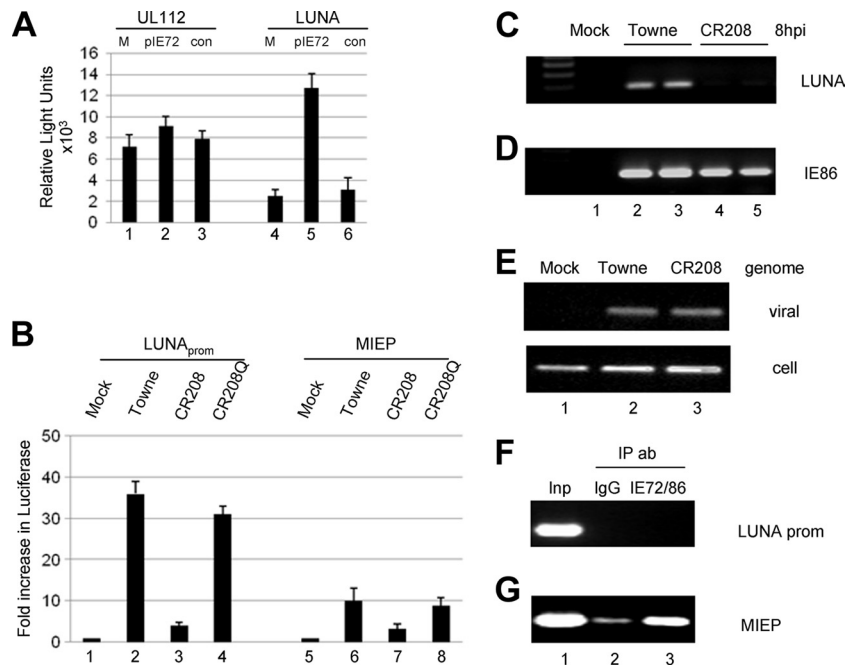 A
UL112 LUNA
M pIE72 con M pIE72 con
Relative Light Units
x10³
16
14
12
10
8
6
4
2
0
1 2 3 4 5 6
B
LUNAprom MIEP
Mock Towne CR208 CR208Q Mock Towne CR208 CR208Q
Fold increase in Luciferase
50
40
30
20
10
0
1 2 3 4 5 6 7 8
C
Mock Towne CR208 8hpi
LUNA
D
IE86
1 2 3 4 5
E
Mock Towne CR208 genome
viral
cell
1 2 3
F
IP ab
Inp IgG IE72/86
LUNA prom
G
MIEP
1 2 3